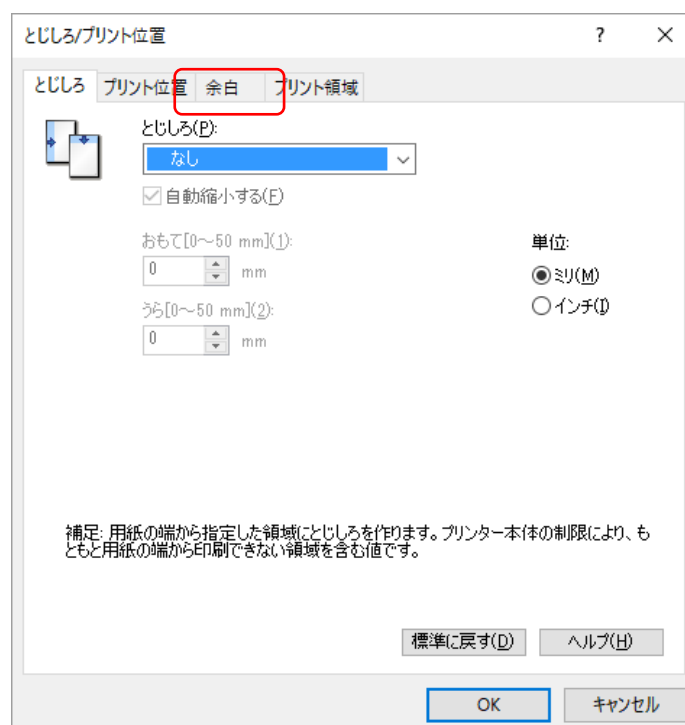 とじしろ/プリント位置 ?
とじしろ プリント位置 余白 プリント領域
とじしろ(P):
なし
自動縮小する(F)
おもて[0～50 mm](1):
0 mm
うら[0～50 mm](2):
0 mm
単位:
ミリ(M)
インチ(I)
補足: 用紙の端から指定した領域にとじしろを作ります。プリンター本体の制限により、も
ともと用紙の端から印刷できない領域を含む値です。
標準に戻す(D) ヘルプ(H)
OK キャンセル